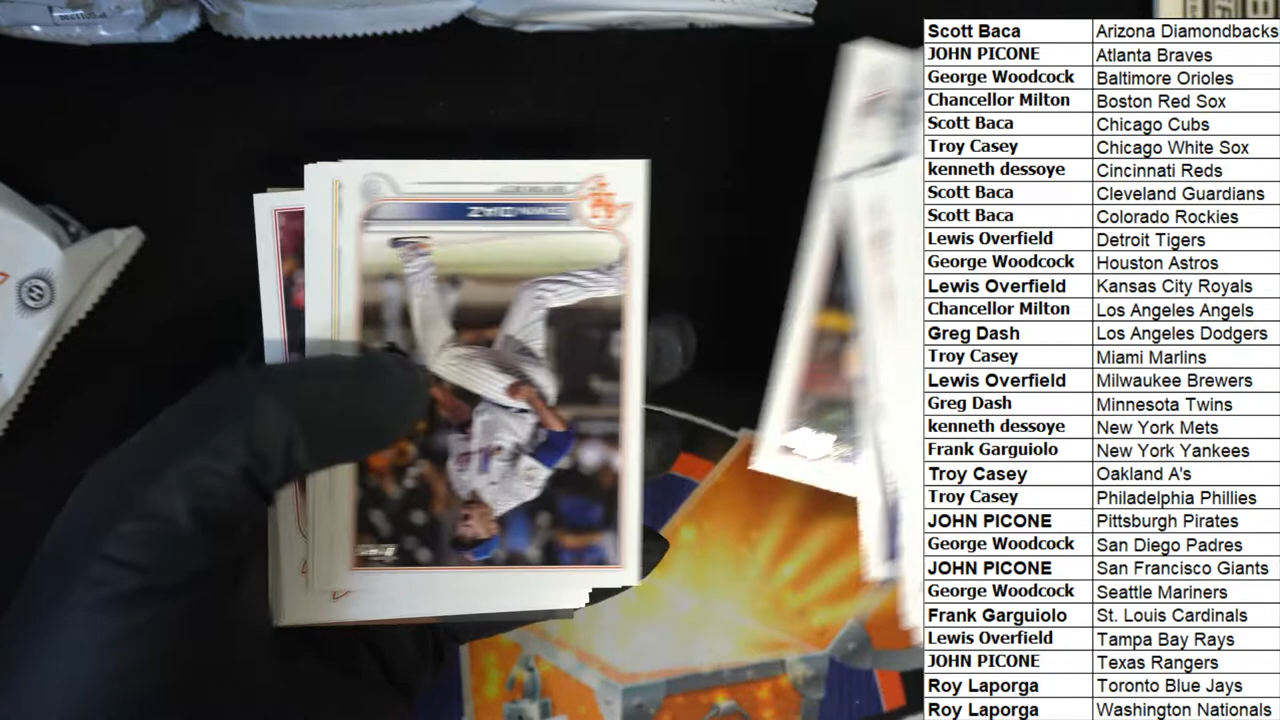 EDWIN DIAZ
Scott Baca Arizona Diamondbacks
JOHN PICONE Atlanta Braves
George Woodcock Baltimore Orioles
Chancellor Milton Boston Red Sox
Scott Baca Chicago Cubs
Troy Casey Chicago White Sox
kenneth dessoye Cincinnati Reds
Scott Baca Cleveland Guardians
Scott Baca Colorado Rockies
Lewis Overfield Detroit Tigers
George Woodcock Houston Astros
Lewis Overfield Kansas City Royals
Chancellor Milton Los Angeles Angels
Greg Dash Los Angeles Dodgers
Troy Casey Miami Marlins
Lewis Overfield Milwaukee Brewers
Greg Dash Minnesota Twins
kenneth dessoye New York Mets
Frank Garguiolo New York Yankees
Troy Casey Oakland A's
Troy Casey Philadelphia Phillies
JOHN PICONE Pittsburgh Pirates
George Woodcock San Diego Padres
JOHN PICONE San Francisco Giants
George Woodcock Seattle Mariners
Frank Garguiolo St. Louis Cardinals
Lewis Overfield Tampa Bay Rays
JOHN PICONE Texas Rangers
Roy Laporga Toronto Blue Jays
Roy Laporga Washington Nationals